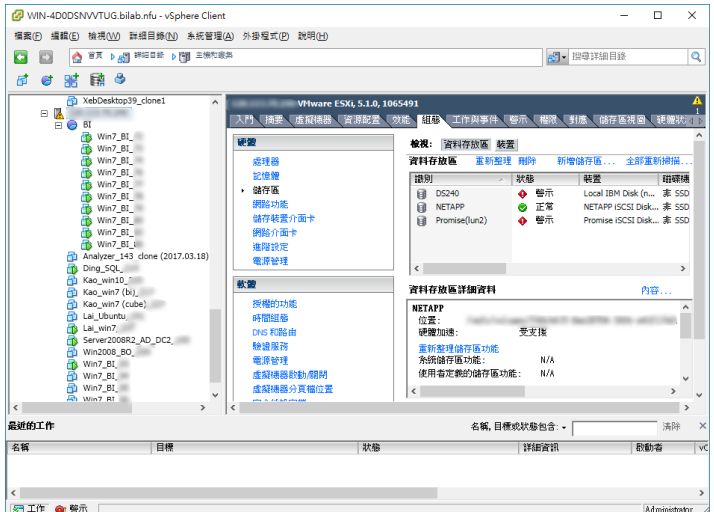 WIN-4D0DSNVVTUG.bilab.nfu - vSphere Client
檔案(F) 編輯(E) 檢視(W) 詳細目錄(N) 系統管理(A) 外掛程式(P) 說明(H)
首頁 詳細目錄 主機和叢集
搜尋詳細目錄
XebDesktop39_clone1
BI
Win7_BI_
Win7_BI_
Win7_BI_
Win7_BI_
Win7_BI_
Win7_BI_
Win7_BI_
Win7_BI_
Win7_BI_
Win7_BI_
Analyzer_143_clone (2017.03.18)
Ding_SQL_
Kao_win10_
Kao_win7 (bi)_
Kao_win7 (cube)
Lai_Ubuntu_
Lai_win7_
Server2008R2_AD_DC2_
Win2008_BO_
Win7_BI_
Win7_BI_
Win7_BI_
Win7_BI
VMware ESXi, 5.1.0, 1065491
入門 摘要 虛擬機器 資源配置 效能 組態 工作與事件 警示 權限 對應 儲存區視圖 硬體狀
硬體
處理器
記憶體
儲存區
網路功能
儲存裝置介面卡
網路介面卡
進階設定
電源管理
軟體
授權的功能
時間組態
DNS 和路由
驗證服務
電源管理
虛擬機器啟動/關閉
虛擬機器分頁檔位置
檢視: 資料存放區 裝置
資料存放區 重新整理 刪除 新增儲存區... 全部重新掃描...
識別 狀態 裝置 磁碟機
DS240 警示 Local IBM Disk (n... 非 SSD
NETAPP 正常 NETAPP iSCSI Disk... 非 SSD
Promise(lun2) 警示 Promise iSCSI Disk... 非 SSD
資料存放區詳細資料 內容...
NETAPP
位置:
硬體加速: 受支援
重新整理儲存區功能
系統儲存區功能: N/A
使用者定義的儲存區功能: N/A
最近的工作 名稱, 目標或狀態包含: 清除
名稱 目標 狀態 詳細資訊 啟動者 vC
工作 警示 Administrator